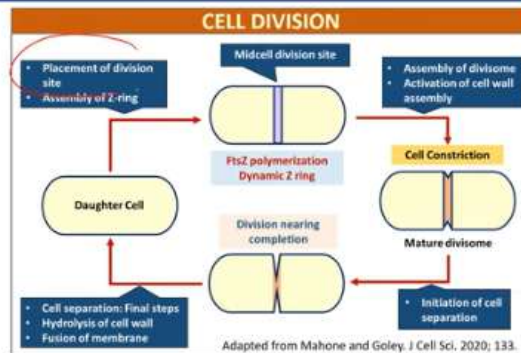 CELL DIVISION
• Placement of division
site
• Assembly of Z-ring
Midcell division site
• Assembly of divisome
• Activation of cell wall
assembly
FtsZ polymerization
Dynamic Z ring
Cell Constriction
Daughter Cell
Division nearing
completion
Mature divisome
• Cell separation: Final steps
• Hydrolysis of cell wall
• Fusion of membrane
• Initiation of cell
separation
Adapted from Mahone and Goley. J Cell Sci. 2020; 133.